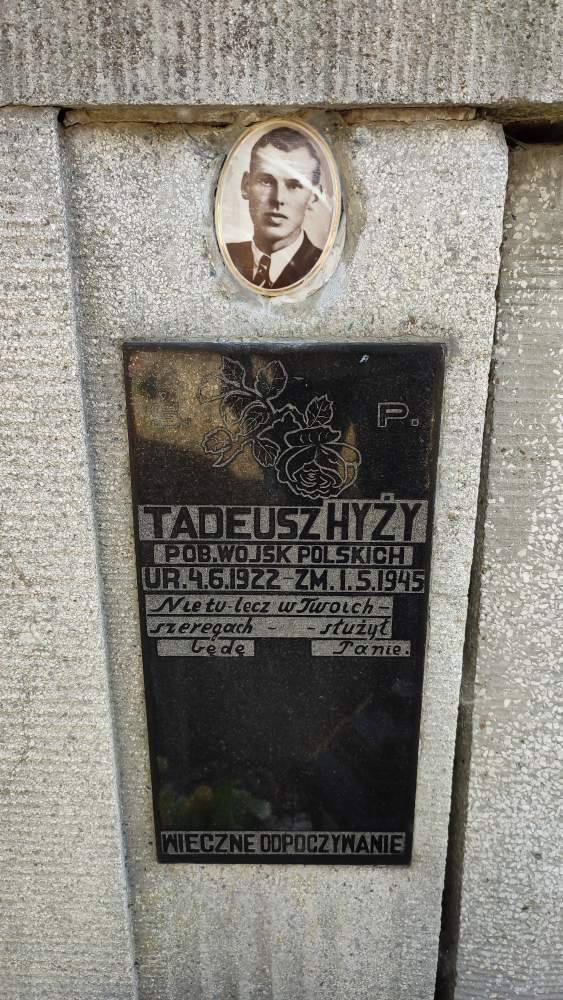 Ś. P.
TADEUSZ HYŻY
POB. WOJSK POLSKICH
UR. 4.6.1922 - ZM. 1.5.1945
Nie tu - lecz w Twoich -
szeregach - - służył
będę Panie.
WIECZNE ODPOCZYWANIE